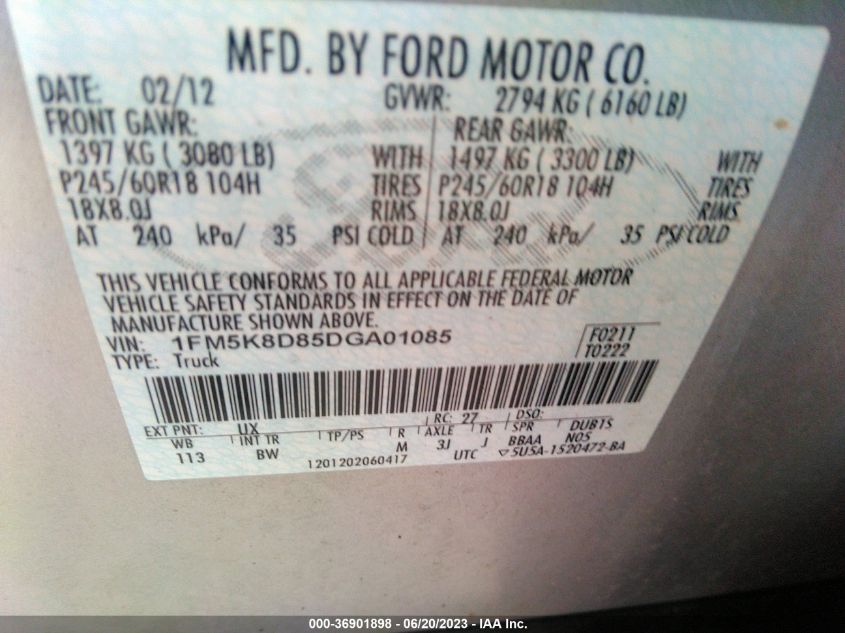 MFD. BY FORD MOTOR CO.
DATE: 02/12 GVWR: 2794 KG ( 6160 LB)
FRONT GAWR: REAR GAWR:
1397 KG ( 3080 LB) WITH 1497 KG ( 3300 LB) WITH
P245/60R18 104H TIRES P245/60R18 104H TIRES
18X8.0J RIMS 18X8.0J RIMS
AT 240 kPa/ 35 PSI COLD AT 240 kPa/ 35 PSI COLD
THIS VEHICLE CONFORMS TO ALL APPLICABLE FEDERAL MOTOR
VEHICLE SAFETY STANDARDS IN EFFECT ON THE DATE OF
MANUFACTURE SHOWN ABOVE.
VIN: 1FM5K8D85DGA01085 F0211
TYPE: Truck T0222
EXT PNT: UX RC: 27 DSO:
WB INT TR TP/PS R AXLE TR SPR DUB1S
113 BW M 3J J BBAA NOS
1201202060417 UTC ▽5U5A-1520472-BA
000-36901898 - 06/20/2023 - IAA Inc.